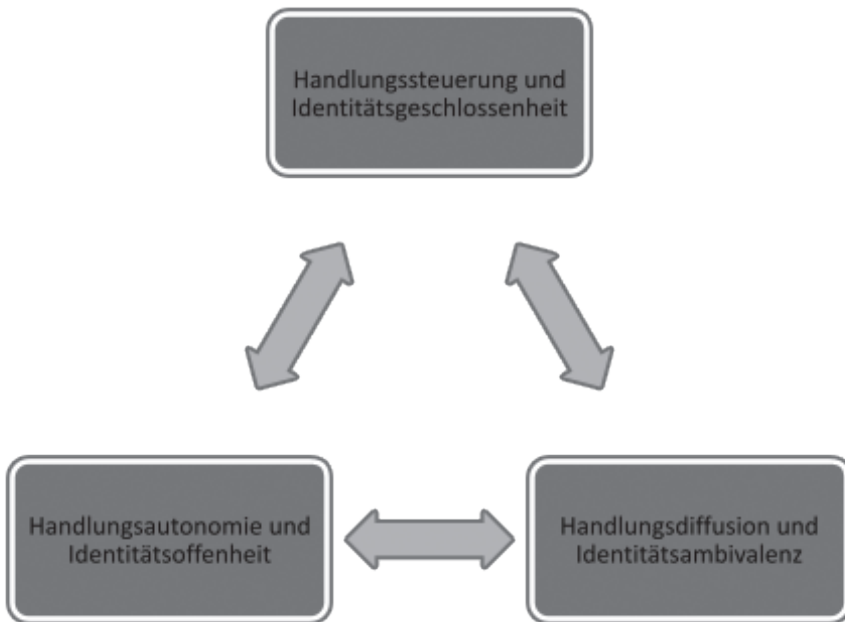 Handlungssteuerung und
Identitätsgeschlossenheit
Handlungsautonomie und
Identitätsoffenheit
Handlungsdiffusion und
Identitätsambivalenz